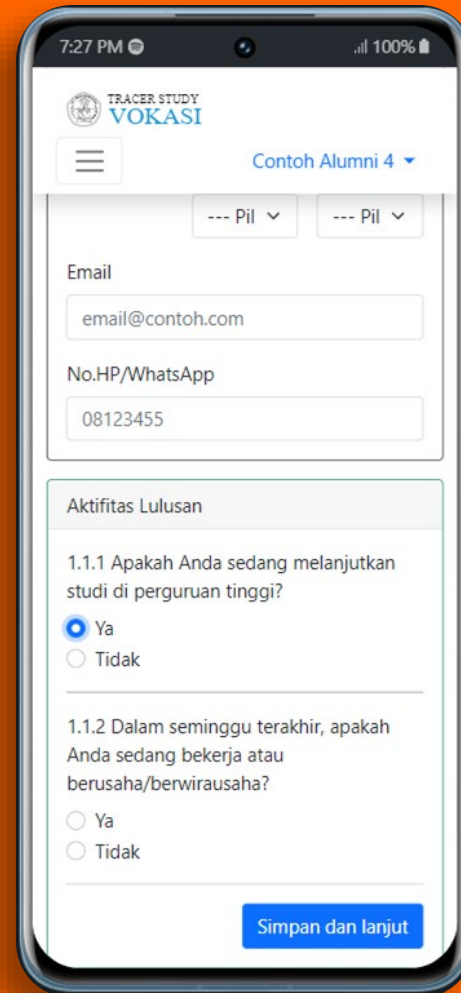 7:27 PM
100%
TRACER STUDY
VOKASI
Contoh Alumni 4
--- Pil --- Pil
Email
email@contoh.com
No.HP/WhatsApp
08123455
Aktifitas Lulusan
1.1.1 Apakah Anda sedang melanjutkan
studi di perguruan tinggi?
Ya
Tidak
1.1.2 Dalam seminggu terakhir, apakah
Anda sedang bekerja atau
berusaha/berwirausaha?
Ya
Tidak
Simpan dan lanjut